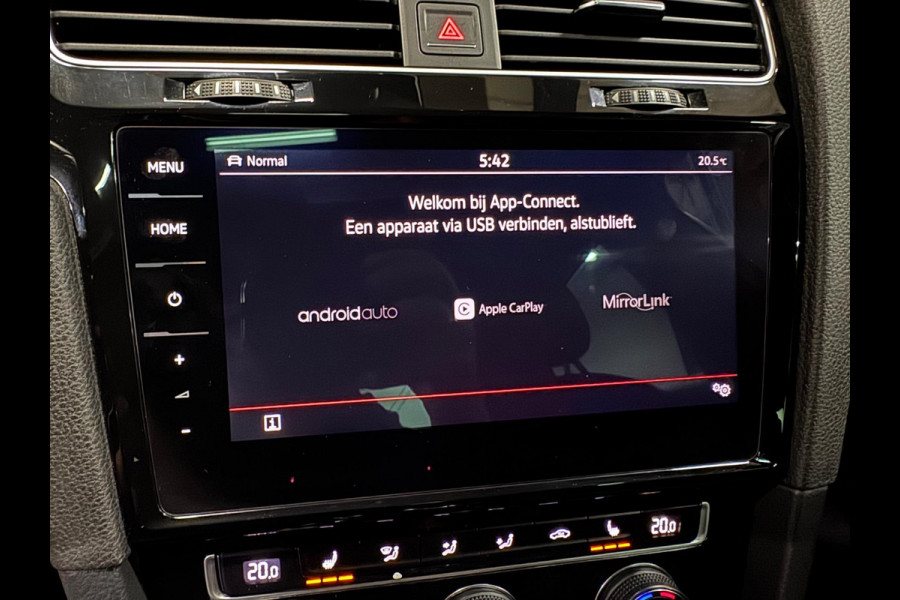 MENU
HOME
Normal 5:42 20.5°C
Welkom bij App-Connect.
Een apparaat via USB verbinden, alstublieft.
androidauto Apple CarPlay MirrorLink
i
20.0 20.0